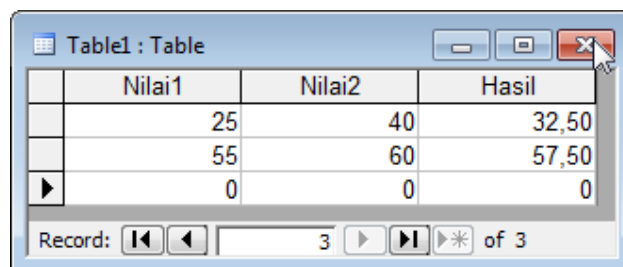 Table1 : Table
Nilai1 Nilai2 Hasil
25 40 32,50
55 60 57,50
0 0 0
Record: 3 of 3